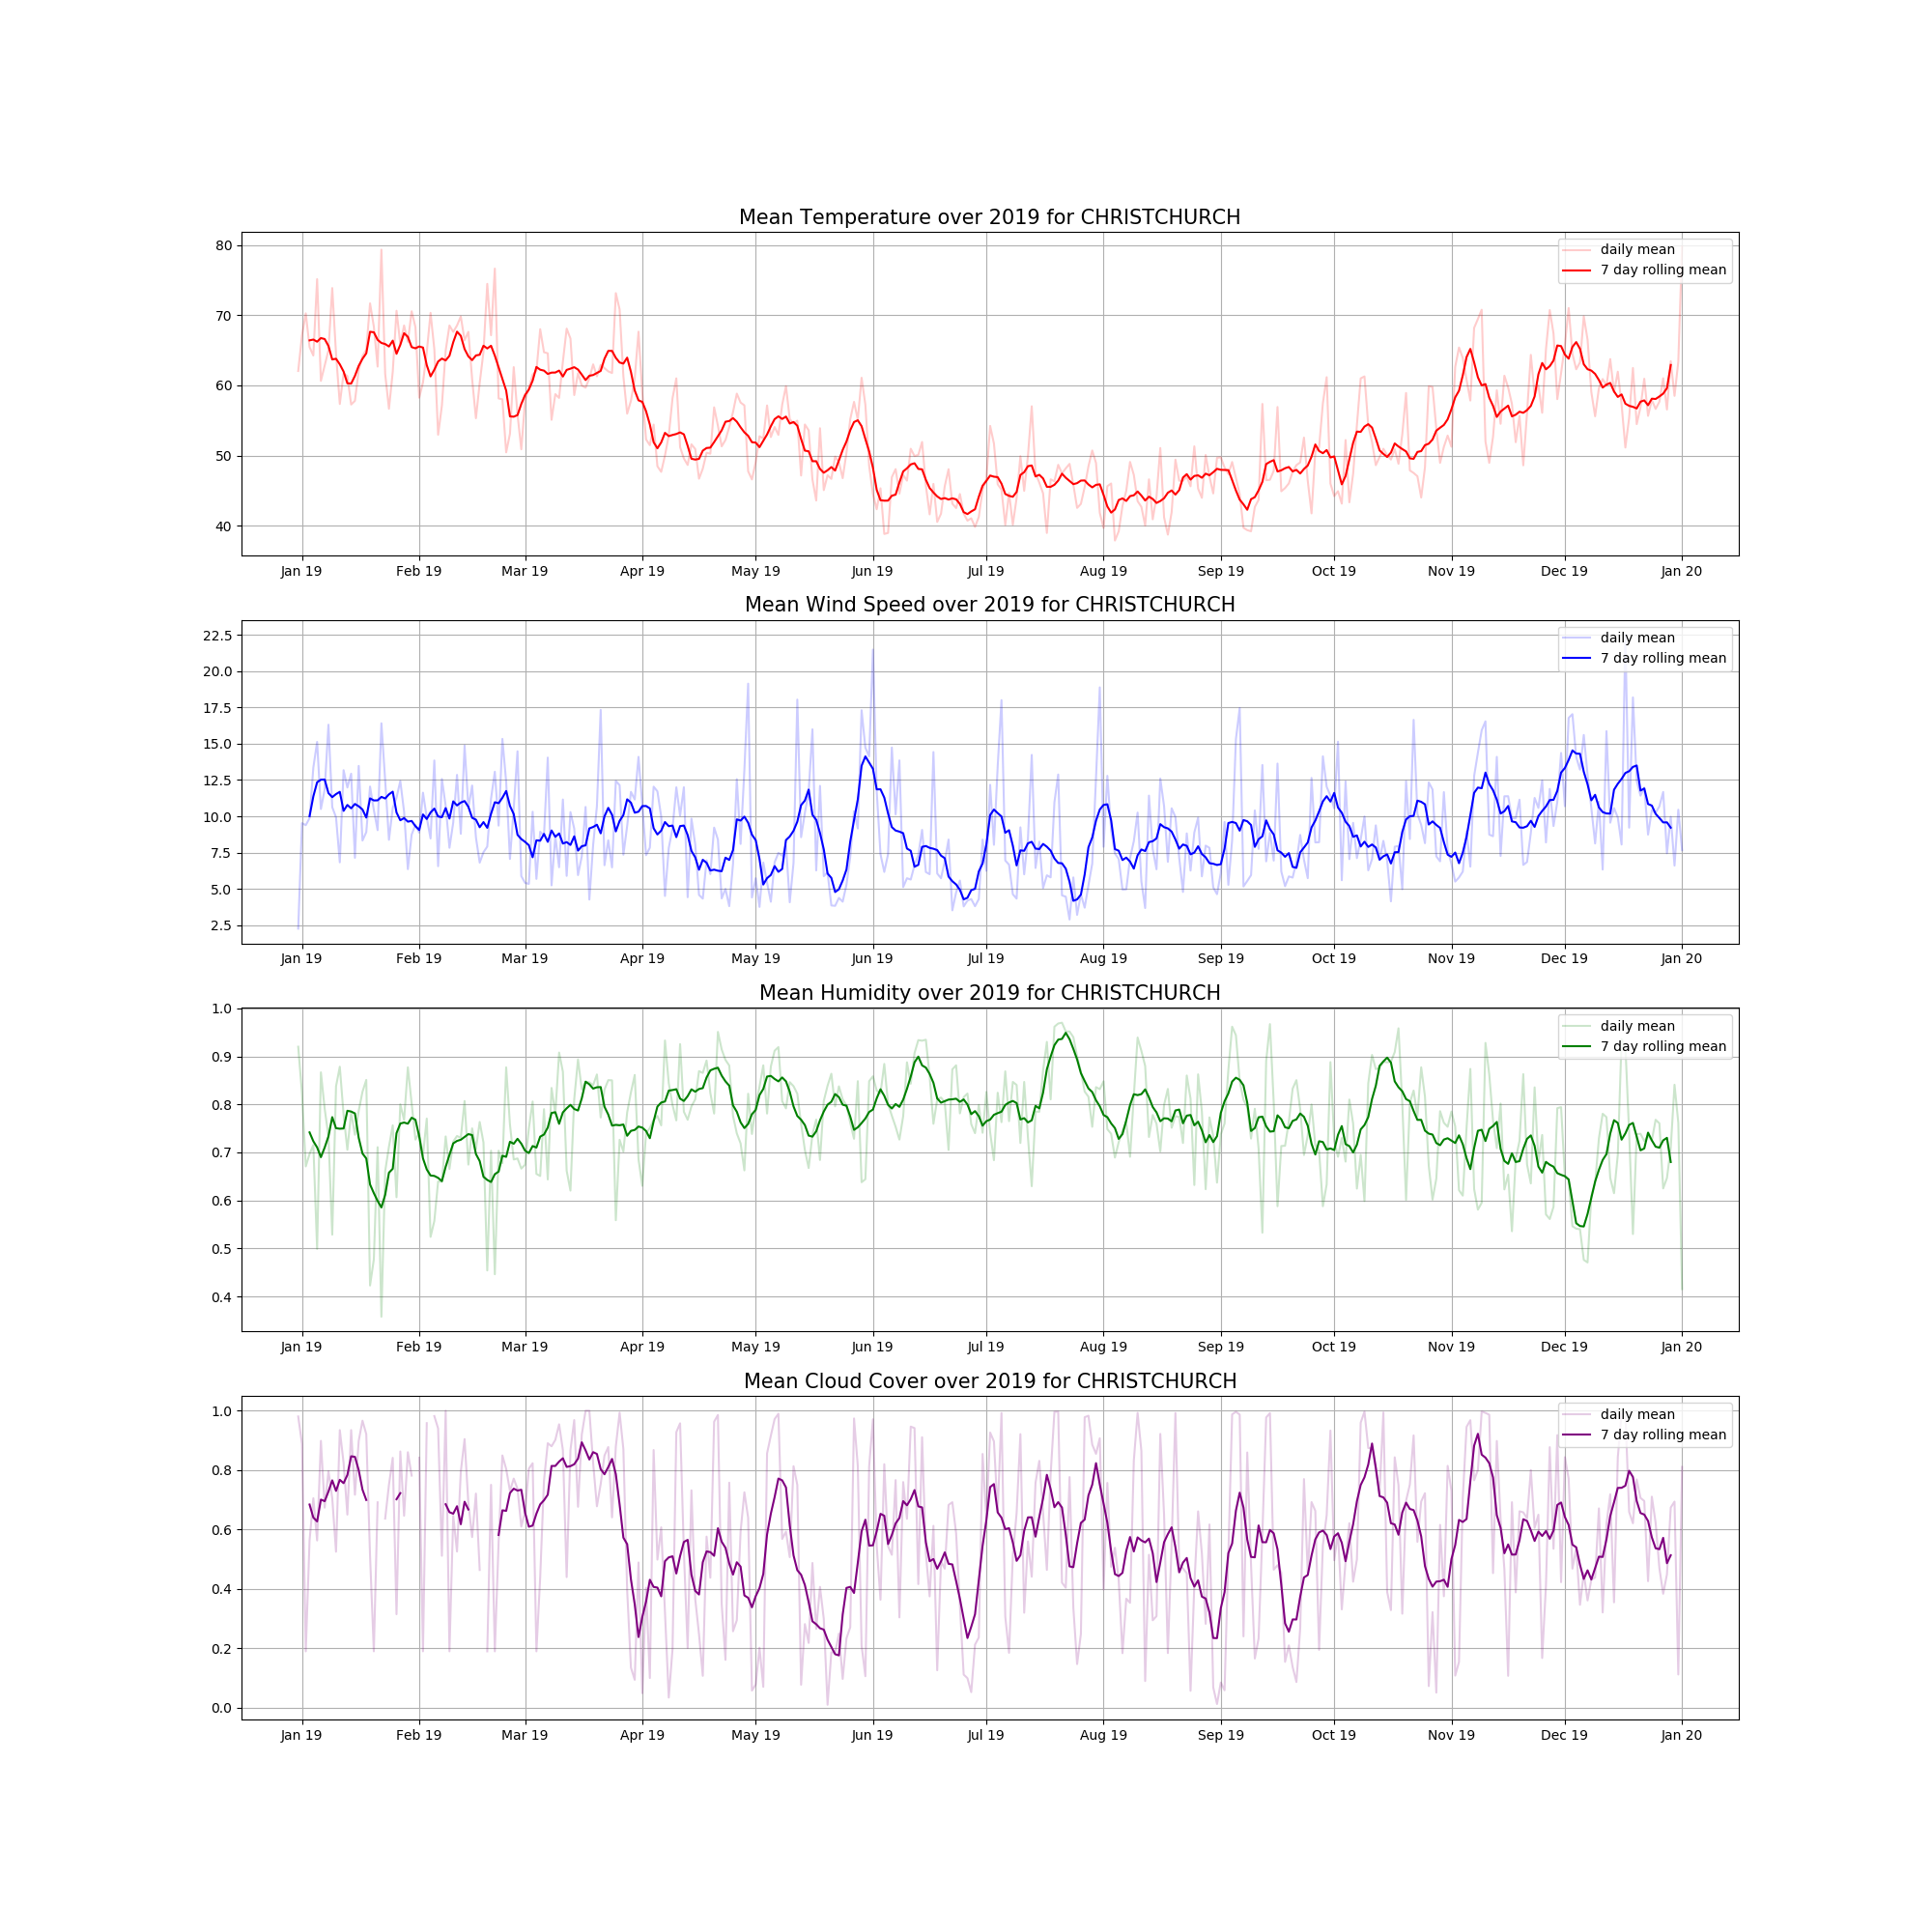 Mean Temperature over 2019 for CHRISTCHURCH
daily mean
7 day rolling mean
80
70
60
50
40
Jan 19 Feb 19 Mar 19 Apr 19 May 19 Jun 19 Jul 19 Aug 19 Sep 19 Oct 19 Nov 19 Dec 19 Jan 20
Mean Wind Speed over 2019 for CHRISTCHURCH
daily mean
7 day rolling mean
22.5
20.0
17.5
15.0
12.5
10.0
7.5
5.0
2.5
Jan 19 Feb 19 Mar 19 Apr 19 May 19 Jun 19 Jul 19 Aug 19 Sep 19 Oct 19 Nov 19 Dec 19 Jan 20
Mean Humidity over 2019 for CHRISTCHURCH
daily mean
7 day rolling mean
1.0
0.9
0.8
0.7
0.6
0.5
0.4
Jan 19 Feb 19 Mar 19 Apr 19 May 19 Jun 19 Jul 19 Aug 19 Sep 19 Oct 19 Nov 19 Dec 19 Jan 20
Mean Cloud Cover over 2019 for CHRISTCHURCH
daily mean
7 day rolling mean
1.0
0.8
0.6
0.4
0.2
0.0
Jan 19 Feb 19 Mar 19 Apr 19 May 19 Jun 19 Jul 19 Aug 19 Sep 19 Oct 19 Nov 19 Dec 19 Jan 20